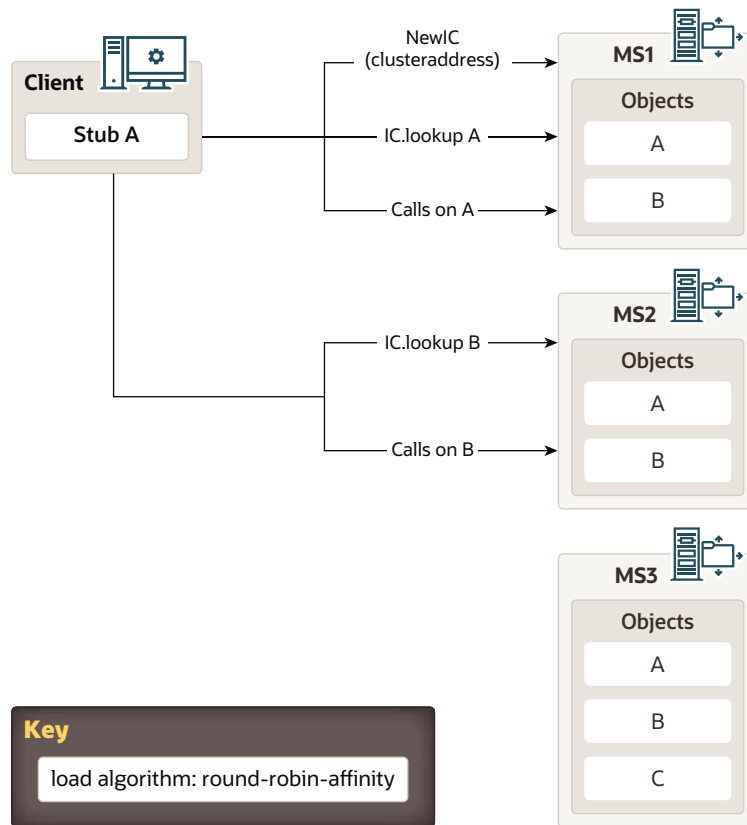 Client
Stub A
NewIC
(clusteraddress)
IC.lookup A
Calls on A
MS1
Objects
A
B
IC.lookup B
Calls on B
MS2
Objects
A
B
MS3
Objects
A
B
C
Key
load algorithm: round-robin-affinity